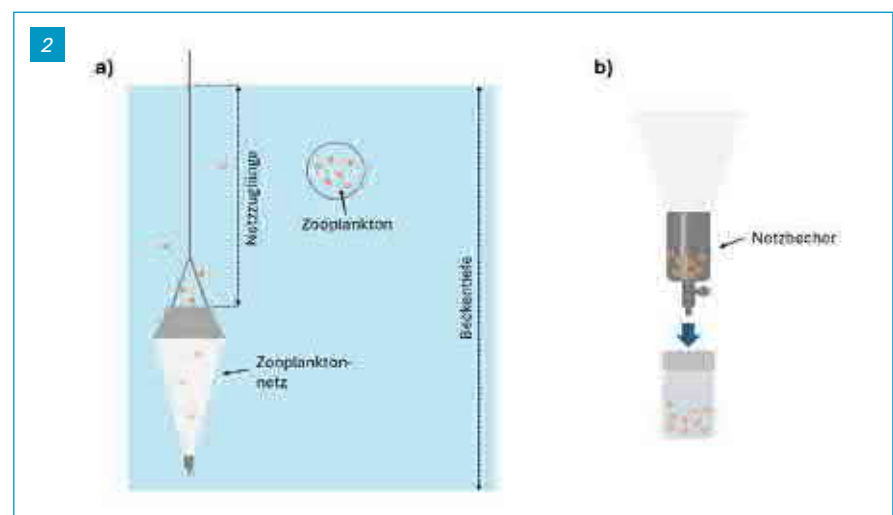 2
a)
b)
Netzzuglänge
Zooplankton
Beckentiefe
Zooplankton-
netz
Netzbecher